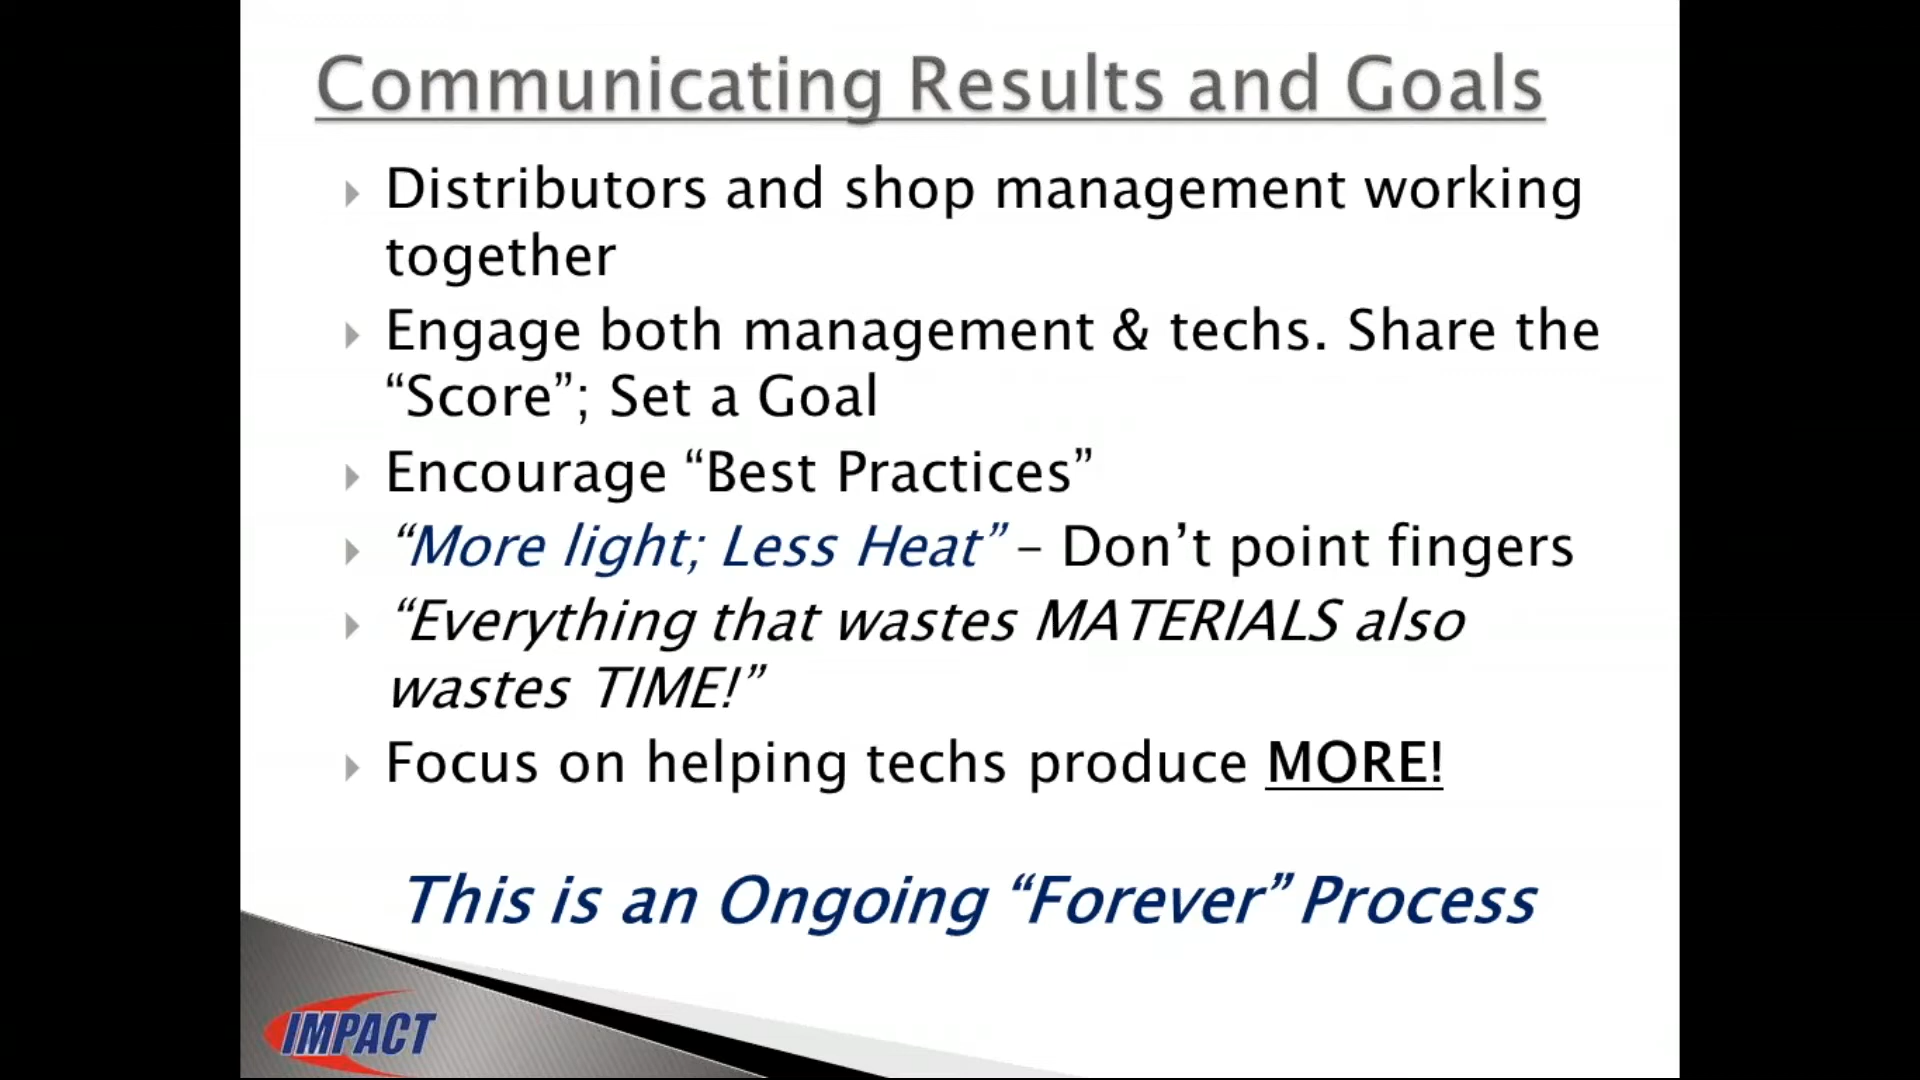 Communicating Results and Goals
Distributors and shop management working
together
Engage both management & techs. Share the
“Score”; Set a Goal
Encourage “Best Practices”
“More light; Less Heat” – Don’t point fingers
“Everything that wastes MATERIALS also
wastes TIME!”
Focus on helping techs produce MORE!
This is an Ongoing “Forever” Process
IMPACT